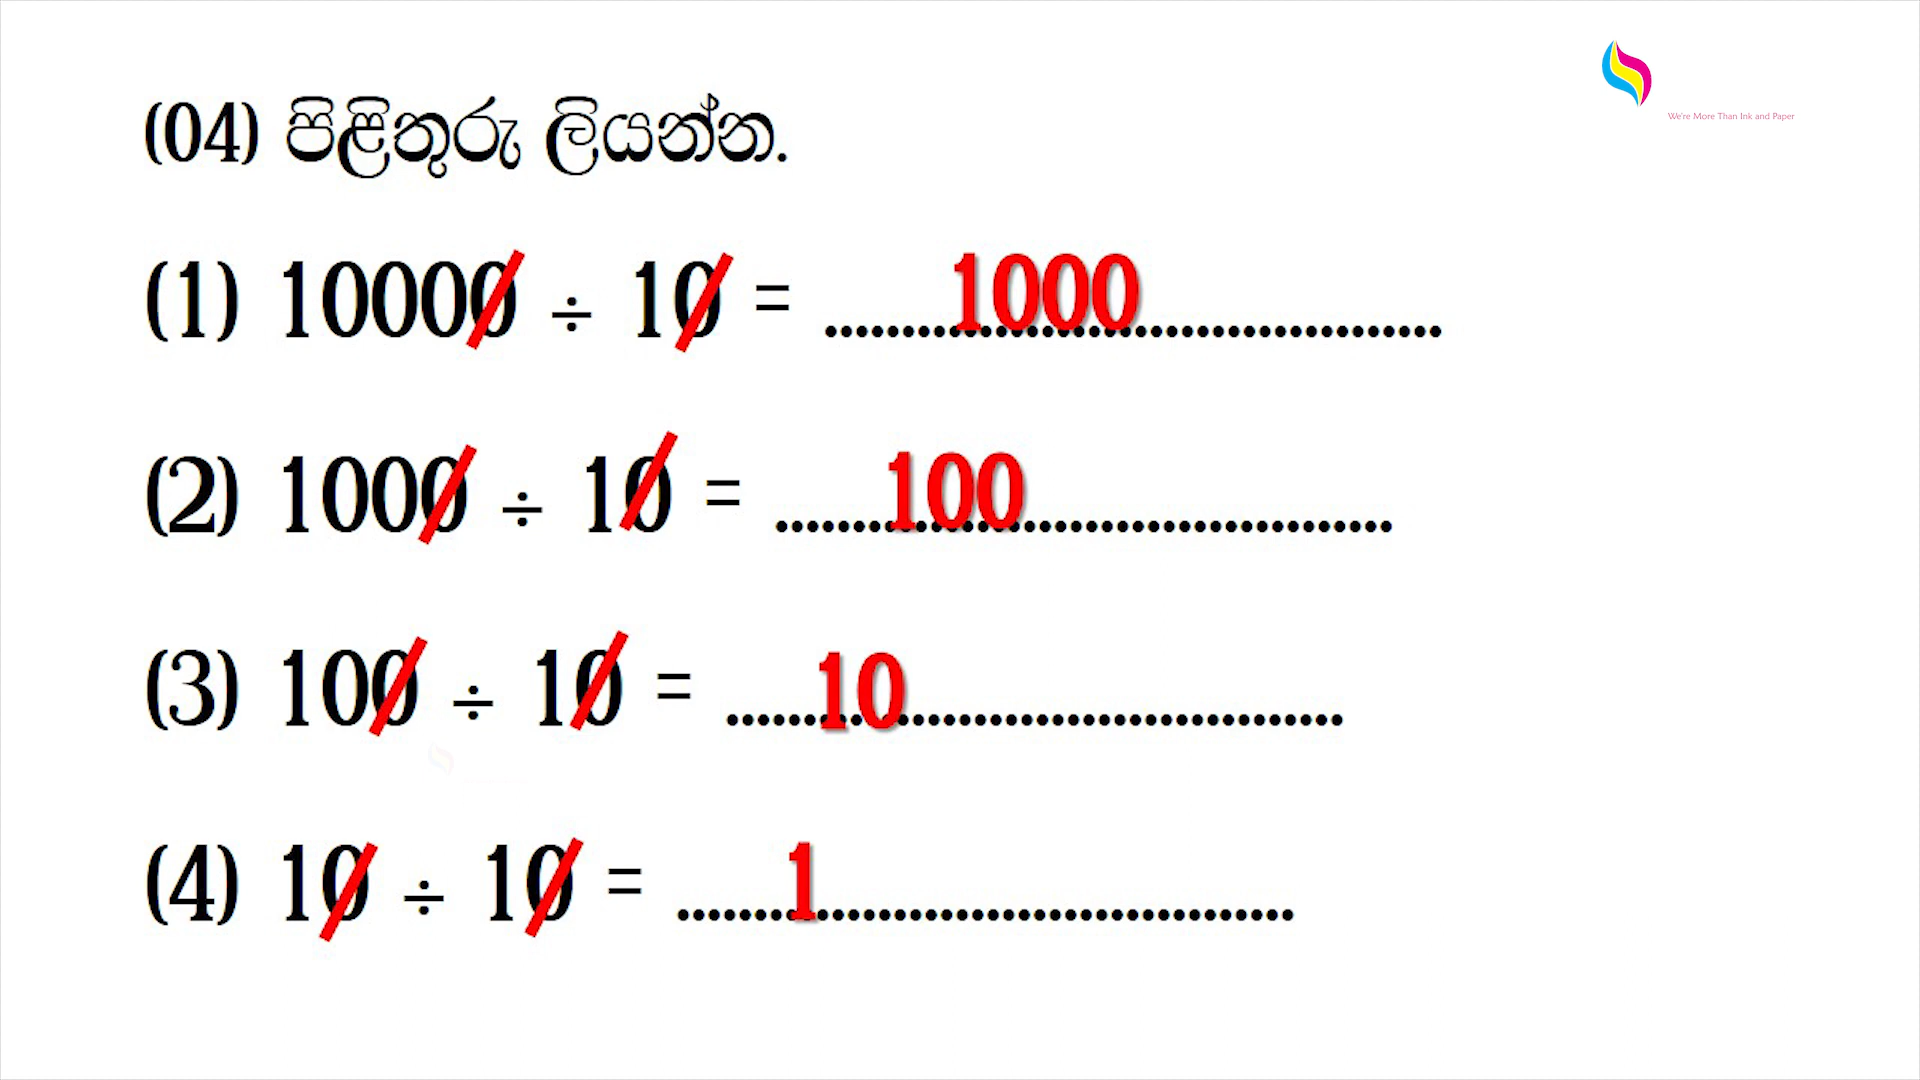 We're More Than Ink and Paper
(04) පිළිතුරු ලියන්න.
(1) 10000 ÷ 10 = ........1000................
(2) 1000 ÷ 10 = .......100........................
(3) 100 ÷ 10 = ......10............................
(4) 10 ÷ 10 = .......1...............................